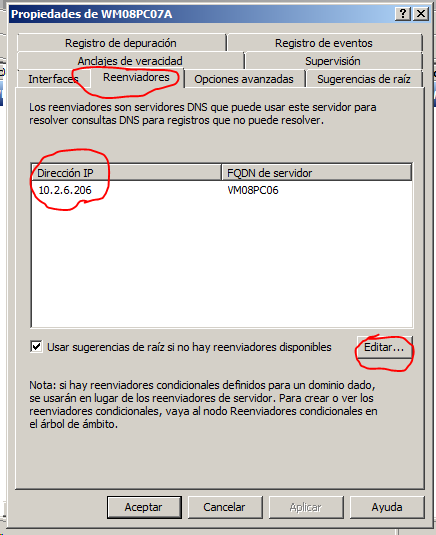 Propiedades de WM08PC07A
Registro de depuración
Registro de eventos
Anclajes de veracidad
Supervisión
Interfaces
Reenviadores
Opciones avanzadas
Sugerencias de raíz
Los reenviadores son servidores DNS que puede usar este servidor para
resolver consultas DNS para registros que no puede resolver.
Dirección IP
FQDN de servidor
10.2.6.206
VM08PC06
Usar sugerencias de raíz si no hay reenviadores disponibles
Editar...
Nota: si hay reenviadores condicionales definidos para un dominio dado,
se usarán en lugar de los reenviadores de servidor. Para crear o ver los
reenviadores condicionales, vaya al nodo Reenviadores condicionales en
el árbol de ámbito.
Aceptar
Cancelar
Aplicar
Ayuda